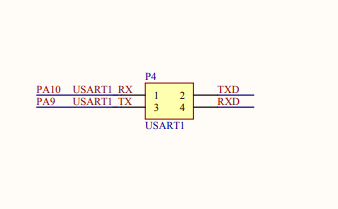 P4
PA10 USART1_RX 1 2 TXD
PA9 USART1_TX 3 4 RXD
USART1